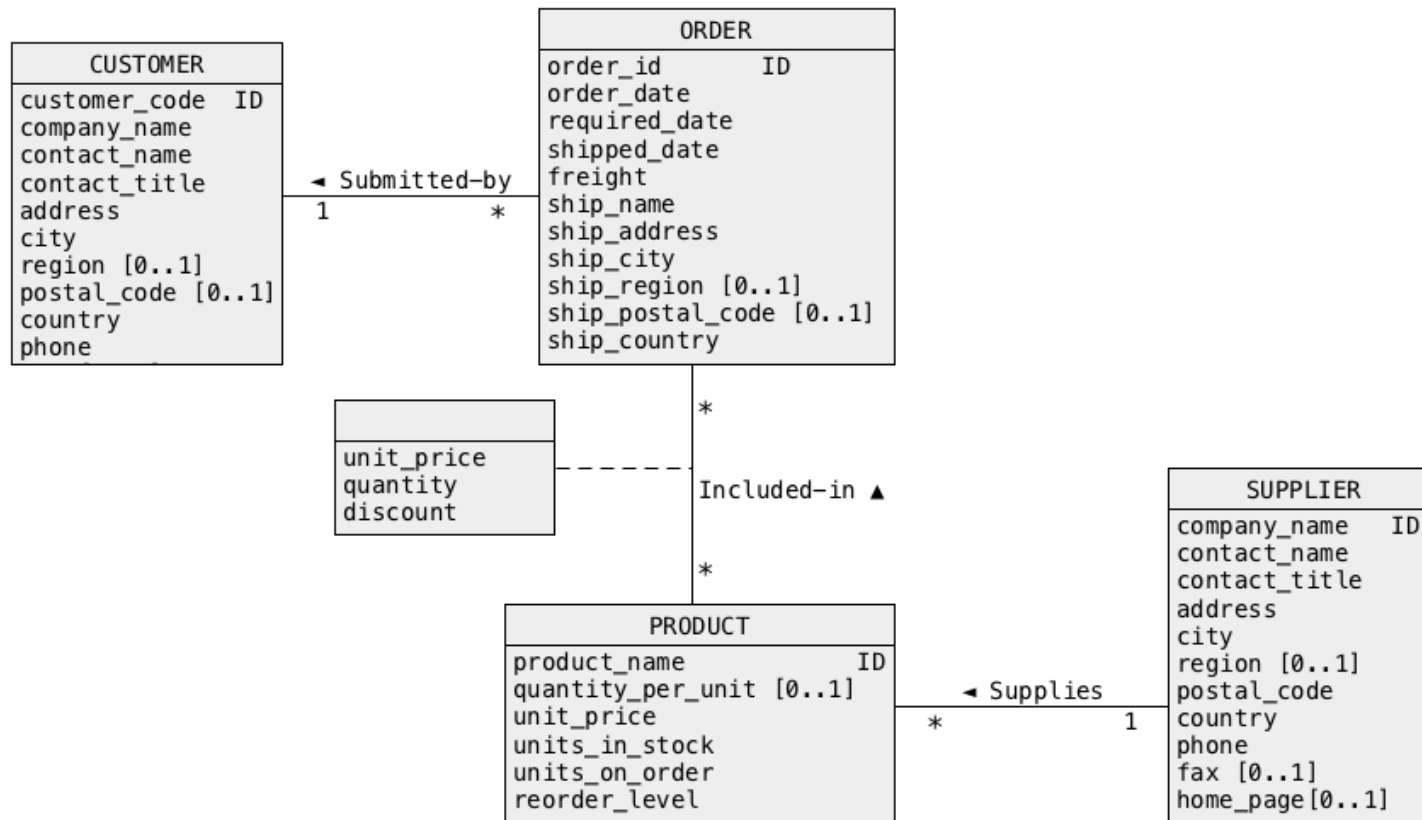 CUSTOMER
customer_code ID
company_name
contact_name
contact_title
address
city
region [0..1]
postal_code [0..1]
country
phone
◄ Submitted-by
1 *
ORDER
order_id ID
order_date
required_date
shipped_date
freight
ship_name
ship_address
ship_city
ship_region [0..1]
ship_postal_code [0..1]
ship_country
*
unit_price
quantity
discount
Included-in ▲
*
PRODUCT
product_name ID
quantity_per_unit [0..1]
unit_price
units_in_stock
units_on_order
reorder_level
◄ Supplies
* 1
SUPPLIER
company_name ID
contact_name
contact_title
address
city
region [0..1]
postal_code
country
phone
fax [0..1]
home_page[0..1]